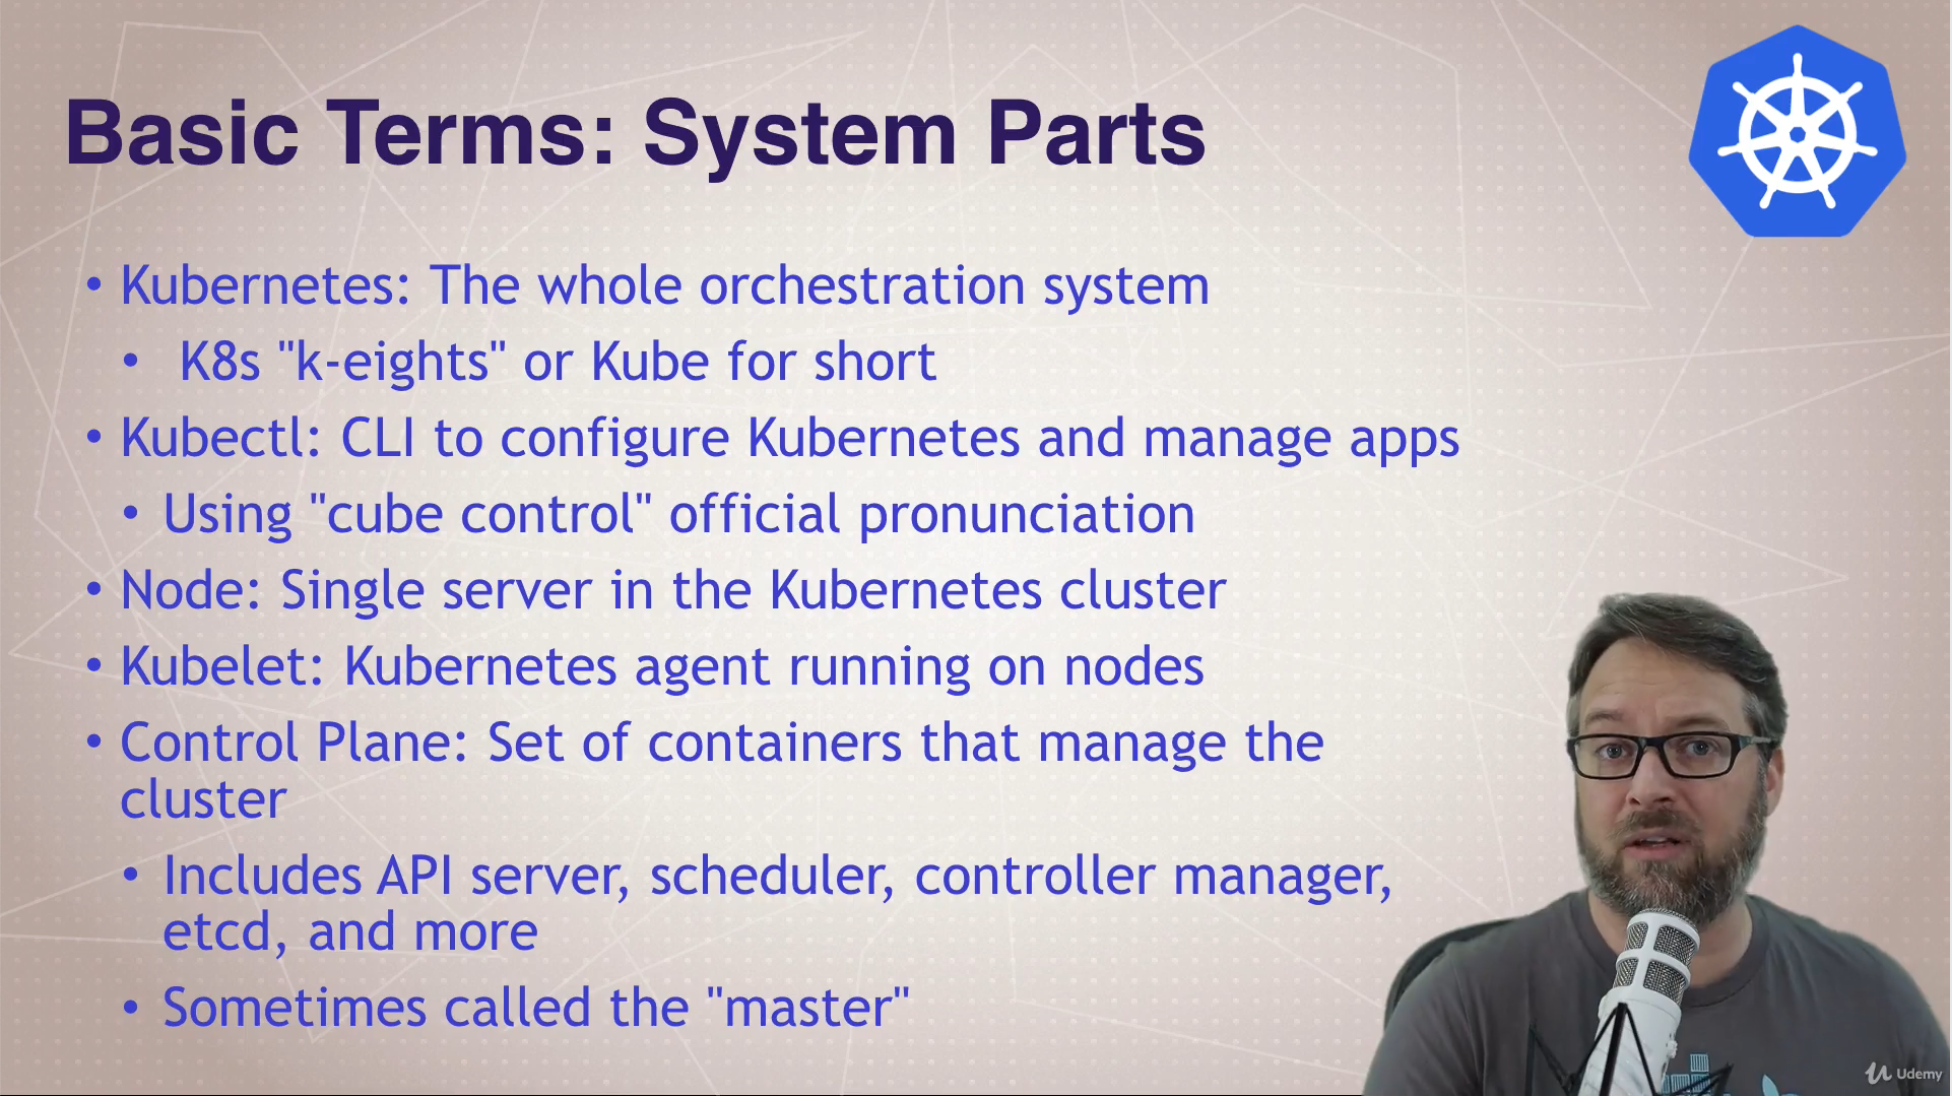 Basic Terms: System Parts
• Kubernetes: The whole orchestration system
• K8s "k-eights" or Kube for short
• Kubectl: CLI to configure Kubernetes and manage apps
• Using "cube control" official pronunciation
• Node: Single server in the Kubernetes cluster
• Kubelet: Kubernetes agent running on nodes
• Control Plane: Set of containers that manage the
cluster
• Includes API server, scheduler, controller manager,
etcd, and more
• Sometimes called the "master"
Udemy